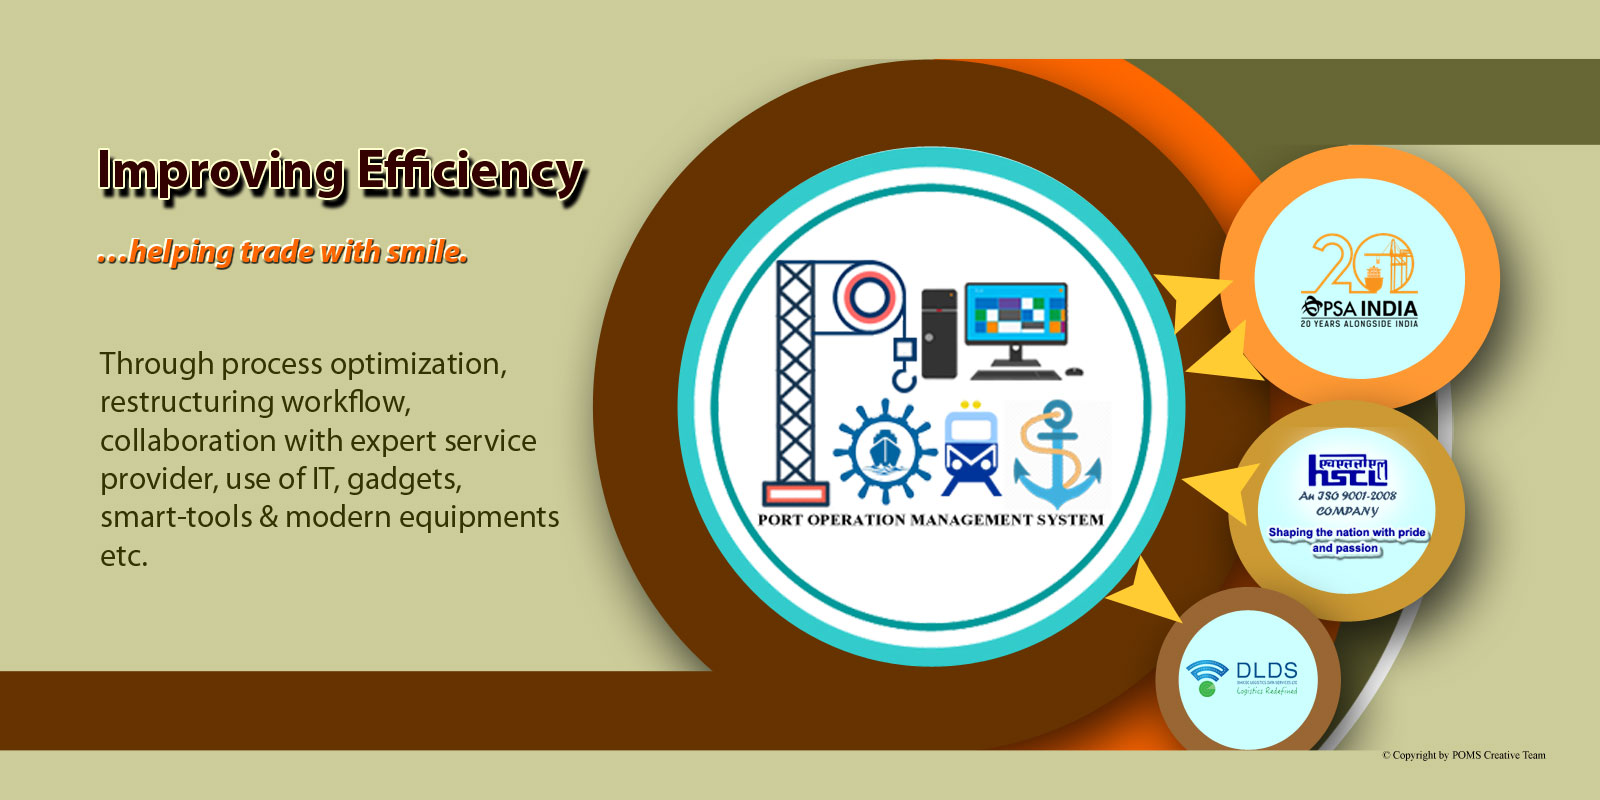 Improving Efficiency
...helping trade with smile.
Through process optimization,
restructuring workflow,
collaboration with expert service
provider, use of IT, gadgets,
smart-tools & modern equipments
etc.
PORT OPERATION MANAGEMENT SYSTEM
20
PSA INDIA
20 YEARS ALONGSIDE INDIA
एचएससीएल
hscl
An ISO 9001-2008
COMPANY
Shaping the nation with pride
and passion
DLDS
Logistics Redefined
© Copyright by POMS Creative Team